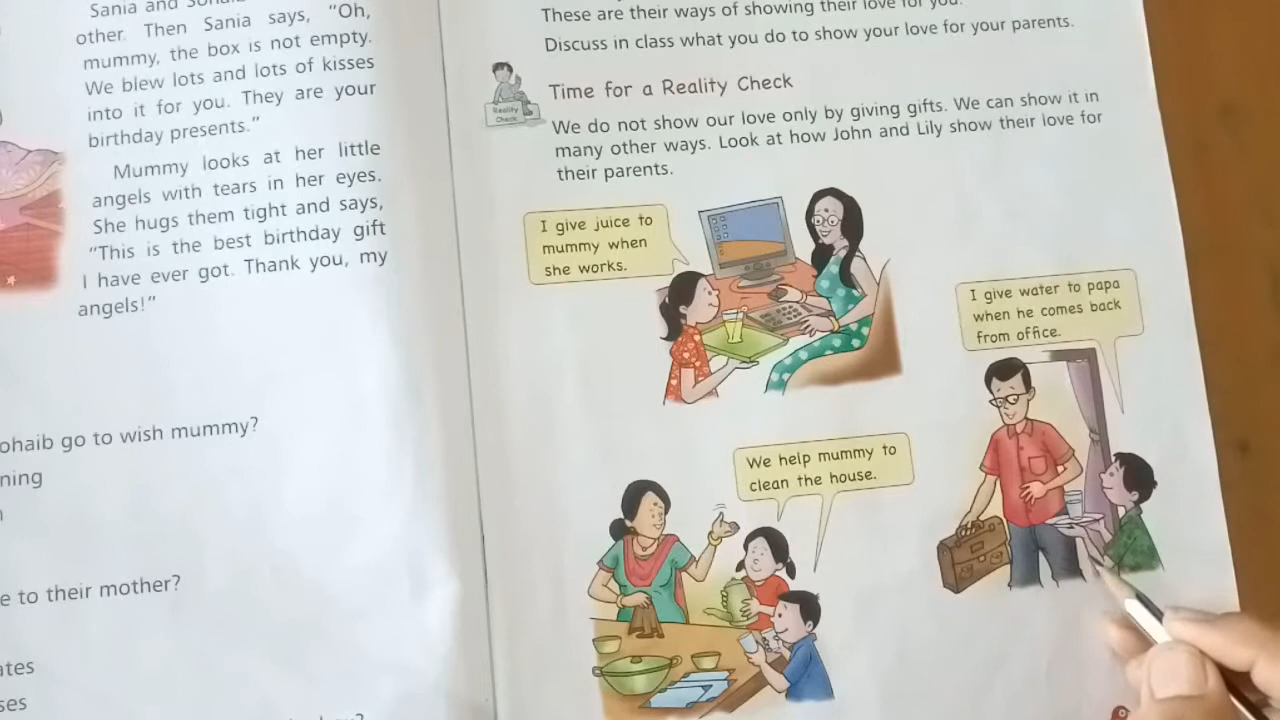 Sania and
other. Then Sania says, "Oh,
mummy, the box is not empty.
We blew lots and lots of kisses
into it for you. They are your
birthday presents."
Mummy looks at her little
angels with tears in her eyes.
She hugs them tight and says,
"This is the best birthday gift
I have ever got. Thank you, my
angels!"
ohaib go to wish mummy?
ning
e to their mother?
ates
ses
These are their ways of showing their love for you.
Discuss in class what you do to show your love for your parents.
Reality
Check
Time for a Reality Check
We do not show our love only by giving gifts. We can show it in
many other ways. Look at how John and Lily show their love for
their parents.
I give juice to
mummy when
she works.
I give water to papa
when he comes back
from office.
We help mummy to
clean the house.